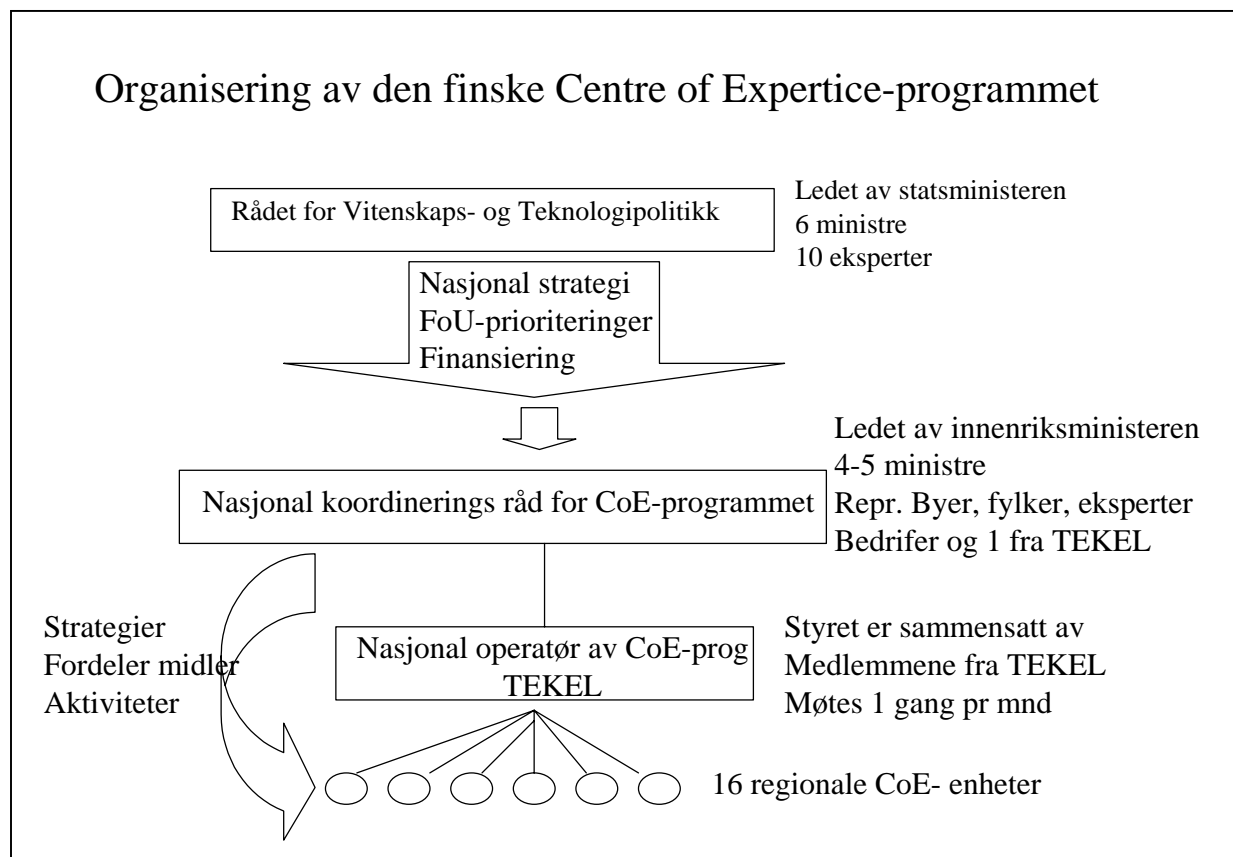 Organisering av den finske Centre of Expertice-programmet
Rådet for Vitenskaps- og Teknologipolitikk
Ledet av statsministeren
6 ministre
10 eksperter
Nasjonal strategi
FoU-prioriteringer
Finansiering
Nasjonal koordinerings råd for CoE-programmet
Ledet av innenriksministeren
4-5 ministre
Repr. Byer, fylker, eksperter
Bedrifer og 1 fra TEKEL
Strategier
Fordeler midler
Aktiviteter
Nasjonal operatør av CoE-prog
TEKEL
Styret er sammensatt av
Medlemmene fra TEKEL
Møtes 1 gang pr mnd
16 regionale CoE- enheter